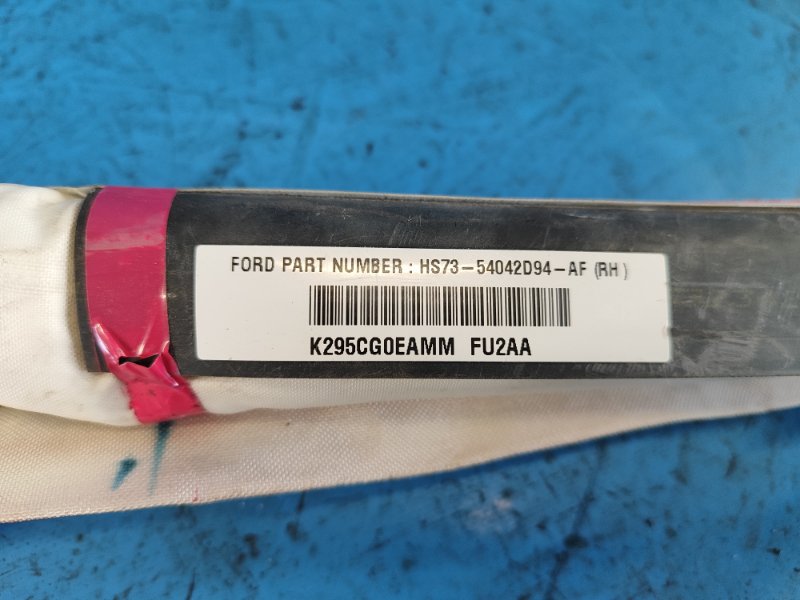 FORD PART NUMBER : HS73-54042D94-AF (RH)
K295CG0EAMM FU2AA